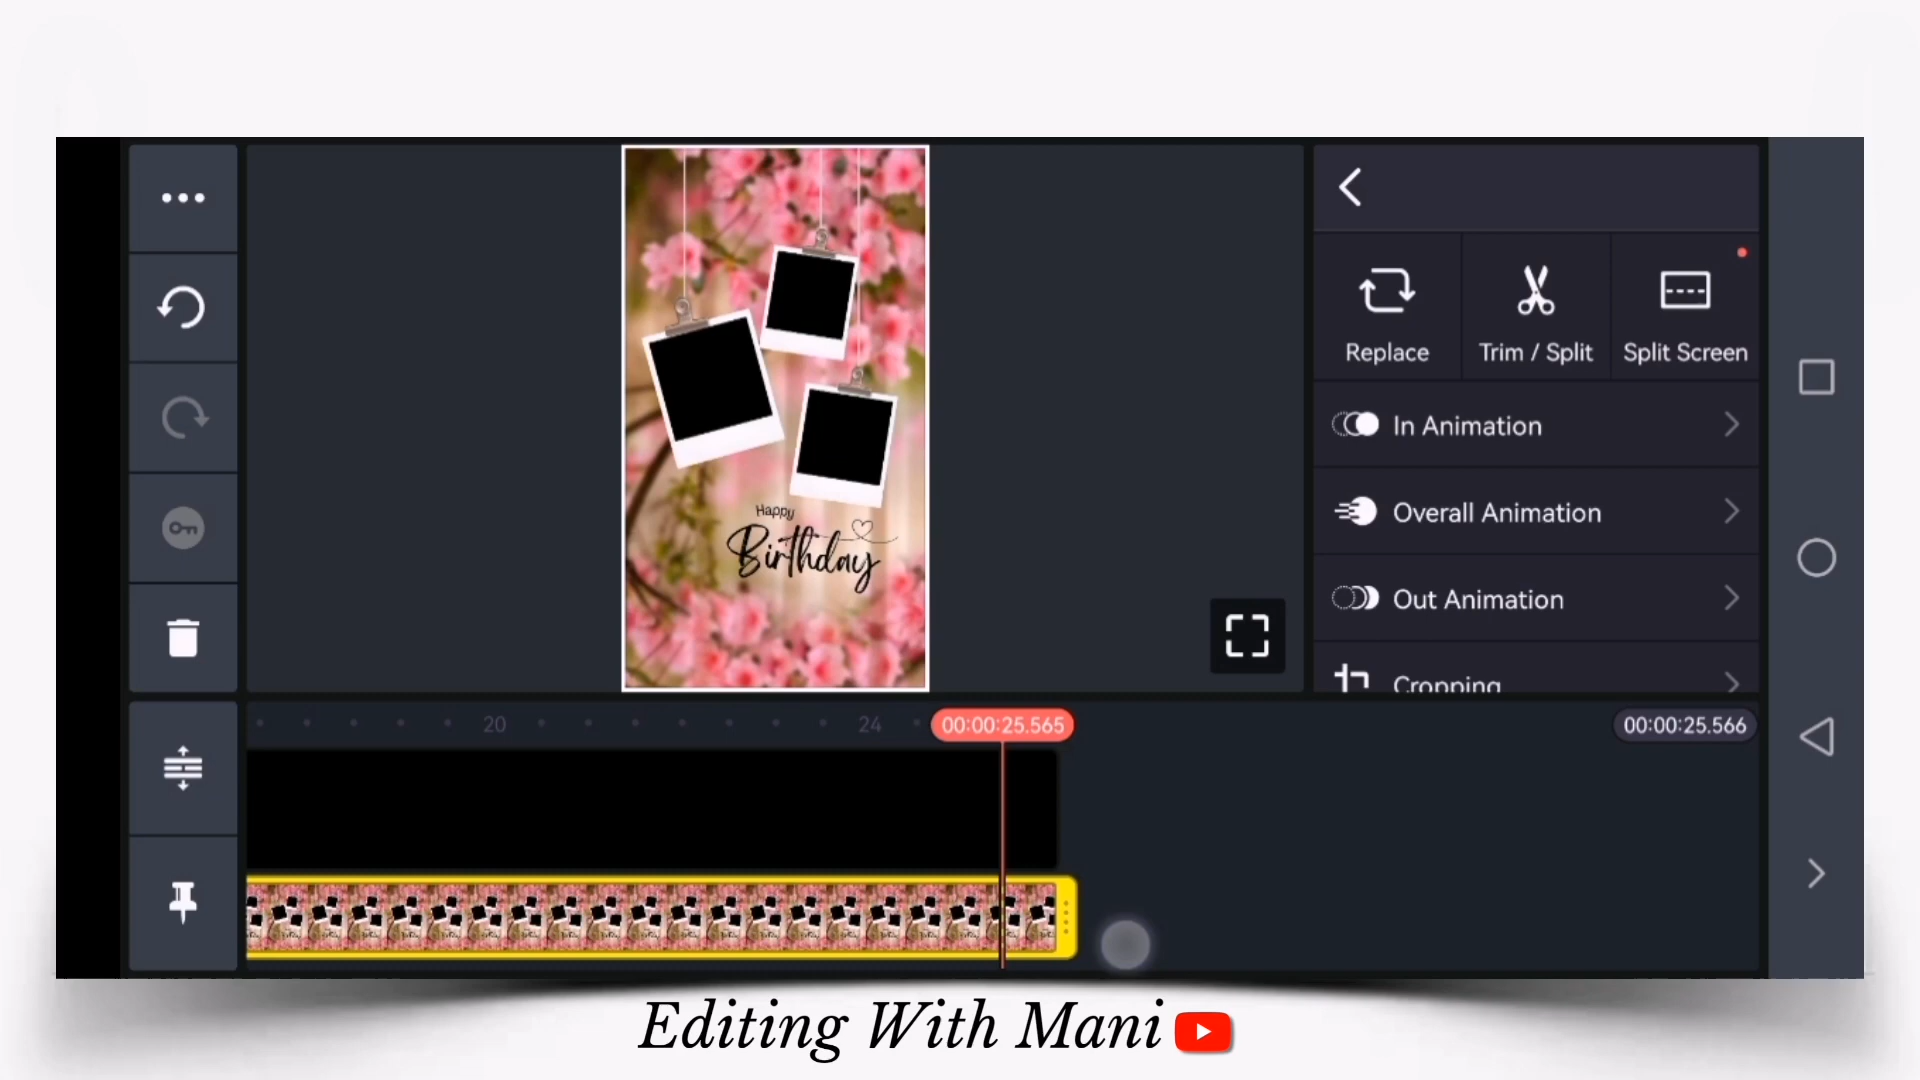 Replace
Trim / Split
Split Screen
In Animation
Overall Animation
Out Animation
Cropping
Happy
Birthday
20
24
00:00:25.565
00:00:25.566
Editing With Mani